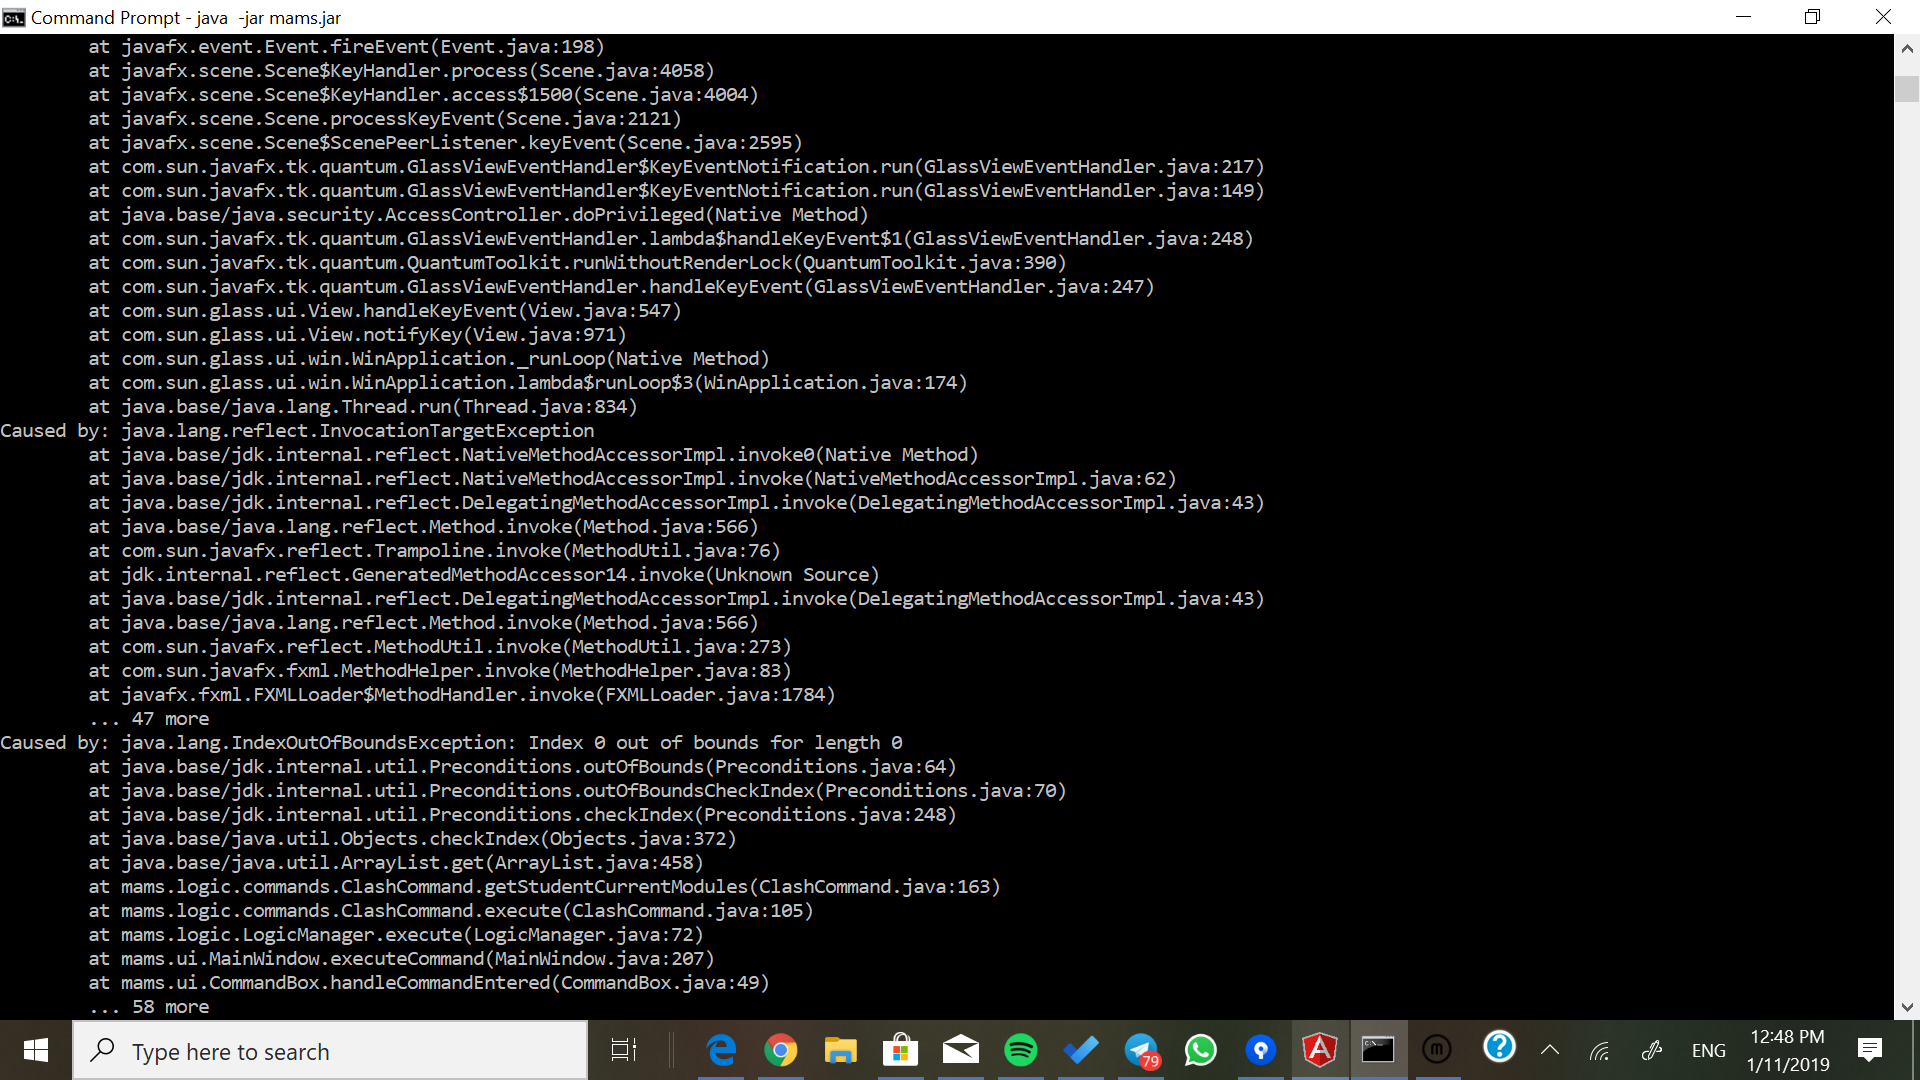 Command Prompt - java  -jar mams.jar
        at javafx.event.Event.fireEvent(Event.java:198)
        at javafx.scene.Scene$KeyHandler.process(Scene.java:4058)
        at javafx.scene.Scene$KeyHandler.access$1500(Scene.java:4004)
        at javafx.scene.Scene.processKeyEvent(Scene.java:2121)
        at javafx.scene.Scene$ScenePeerListener.keyEvent(Scene.java:2595)
        at com.sun.javafx.tk.quantum.GlassViewEventHandler$KeyEventNotification.run(GlassViewEventHandler.java:217)
        at com.sun.javafx.tk.quantum.GlassViewEventHandler$KeyEventNotification.run(GlassViewEventHandler.java:149)
        at java.base/java.security.AccessController.doPrivileged(Native Method)
        at com.sun.javafx.tk.quantum.GlassViewEventHandler.lambda$handleKeyEvent$1(GlassViewEventHandler.java:248)
        at com.sun.javafx.tk.quantum.QuantumToolkit.runWithoutRenderLock(QuantumToolkit.java:390)
        at com.sun.javafx.tk.quantum.GlassViewEventHandler.handleKeyEvent(GlassViewEventHandler.java:247)
        at com.sun.glass.ui.View.handleKeyEvent(View.java:547)
        at com.sun.glass.ui.View.notifyKey(View.java:971)
        at com.sun.glass.ui.win.WinApplication._runLoop(Native Method)
        at com.sun.glass.ui.win.WinApplication.lambda$runLoop$3(WinApplication.java:174)
        at java.base/java.lang.Thread.run(Thread.java:834)
Caused by: java.lang.reflect.InvocationTargetException
        at java.base/jdk.internal.reflect.NativeMethodAccessorImpl.invoke0(Native Method)
        at java.base/jdk.internal.reflect.NativeMethodAccessorImpl.invoke(NativeMethodAccessorImpl.java:62)
        at java.base/jdk.internal.reflect.DelegatingMethodAccessorImpl.invoke(DelegatingMethodAccessorImpl.java:43)
        at java.base/java.lang.reflect.Method.invoke(Method.java:566)
        at com.sun.javafx.reflect.Trampoline.invoke(MethodUtil.java:76)
        at jdk.internal.reflect.GeneratedMethodAccessor14.invoke(Unknown Source)
        at java.base/jdk.internal.reflect.DelegatingMethodAccessorImpl.invoke(DelegatingMethodAccessorImpl.java:43)
        at java.base/java.lang.reflect.Method.invoke(Method.java:566)
        at com.sun.javafx.reflect.MethodUtil.invoke(MethodUtil.java:273)
        at com.sun.javafx.fxml.MethodHelper.invoke(MethodHelper.java:83)
        at javafx.fxml.FXMLLoader$MethodHandler.invoke(FXMLLoader.java:1784)
        ... 47 more
Caused by: java.lang.IndexOutOfBoundsException: Index 0 out of bounds for length 0
        at java.base/jdk.internal.util.Preconditions.outOfBounds(Preconditions.java:64)
        at java.base/jdk.internal.util.Preconditions.outOfBoundsCheckIndex(Preconditions.java:70)
        at java.base/jdk.internal.util.Preconditions.checkIndex(Preconditions.java:248)
        at java.base/java.util.Objects.checkIndex(Objects.java:372)
        at java.base/java.util.ArrayList.get(ArrayList.java:458)
        at mams.logic.commands.ClashCommand.getStudentCurrentModules(ClashCommand.java:163)
        at mams.logic.commands.ClashCommand.execute(ClashCommand.java:105)
        at mams.logic.LogicManager.execute(LogicManager.java:72)
        at mams.ui.MainWindow.executeCommand(MainWindow.java:207)
        at mams.ui.CommandBox.handleCommandEntered(CommandBox.java:49)
        ... 58 more
Type here to search
79
ENG
12:48 PM
1/11/2019